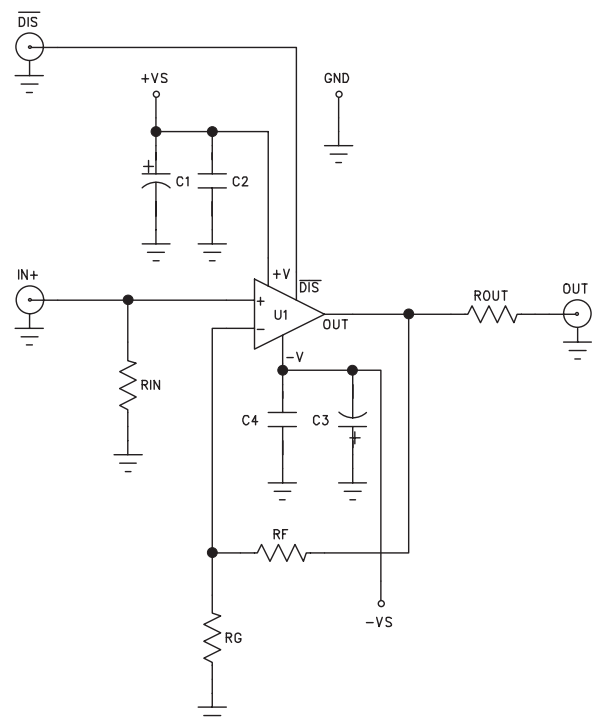 DIS
+VS
GND
+
C1
C2
IN+
+V
DIS
+
U1
−
OUT
−V
ROUT
OUT
RIN
C4
C3
+
RF
−VS
RG